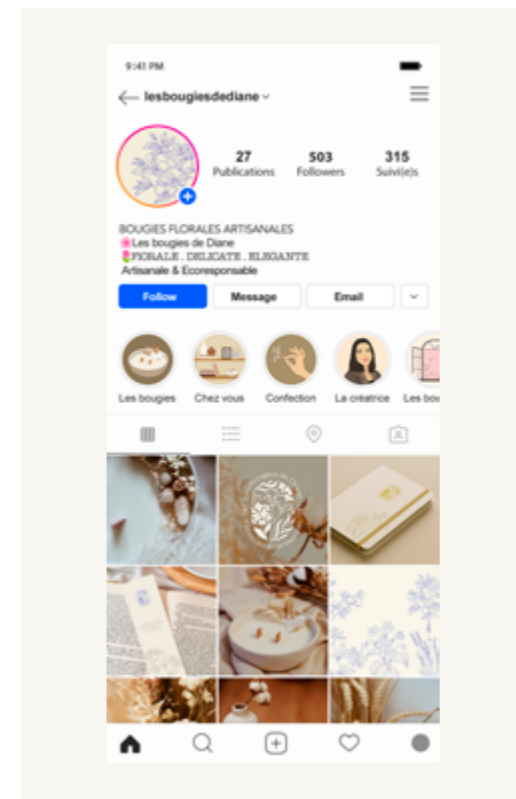 9:41 PM
lesbougiesdediane
27 503 315
Publications Followers Suivi(e)s
BOUGIES FLORALES ARTISANALES
🌸Les bougies de Diane
🌷FlORALE . DELICATE . ELEGANTE
Artisanale & Ecoresponsable
Follow Message Email
Les bougies Chez vous Confection La créatrice Les bou